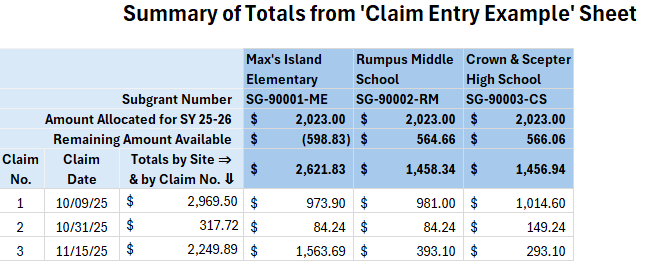 Summary of Totals from 'Claim Entry Example' Sheet
Max's Island Rumpus Middle Crown & Scepter
Elementary School High School
Subgrant Number SG-90001-ME SG-90002-RM SG-90003-CS
Amount Allocated for SY 25-26 $ 2,023.00 $ 2,023.00 $ 2,023.00
Remaining Amount Available $ (598.83) $ 564.66 $ 566.06
Claim Claim Totals by Site ⇒
No. Date & by Claim No. ⇓ $ 2,621.83 $ 1,458.34 $ 1,456.94
1 10/09/25 $ 2,969.50 $ 973.90 $ 981.00 $ 1,014.60
2 10/31/25 $ 317.72 $ 84.24 $ 84.24 $ 149.24
3 11/15/25 $ 2,249.89 $ 1,563.69 $ 393.10 $ 293.10